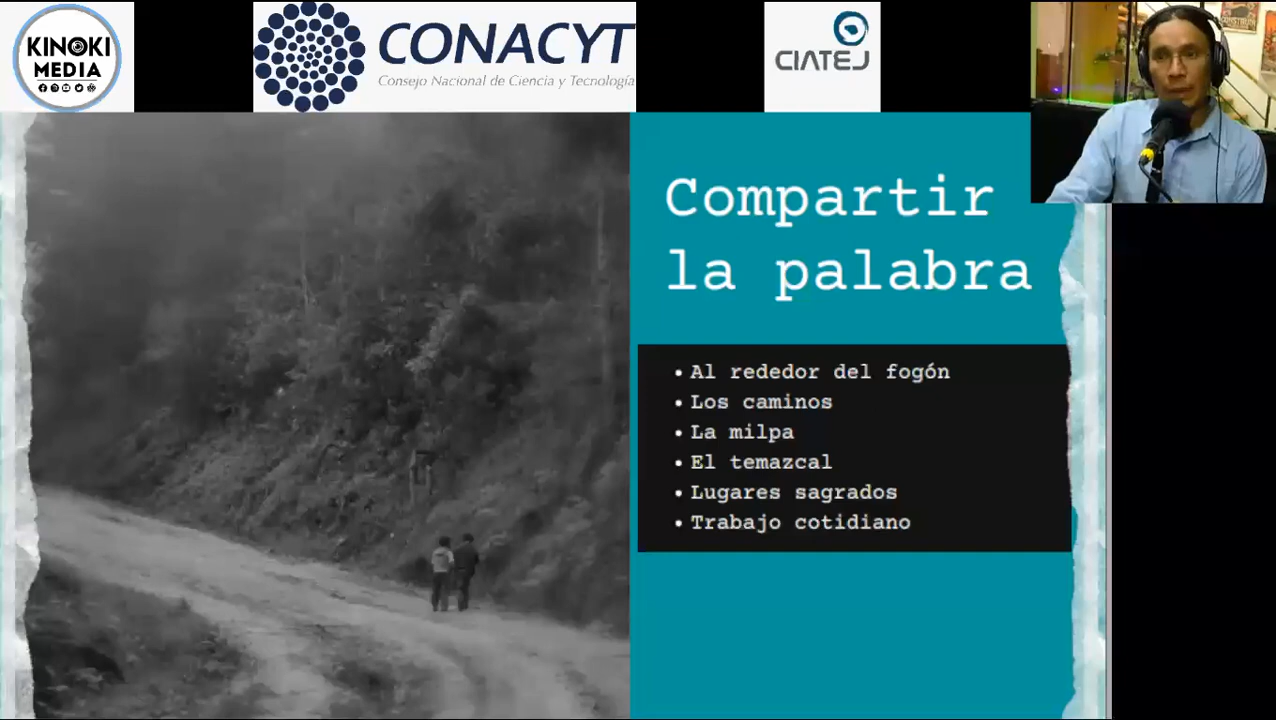 KINOKI
MEDIA
CONACYT
Consejo Nacional de Ciencia y Tecnología
CIATEJ
Compartir
la palabra
• Al rededor del fogón
• Los caminos
• La milpa
• El temazcal
• Lugares sagrados
• Trabajo cotidiano